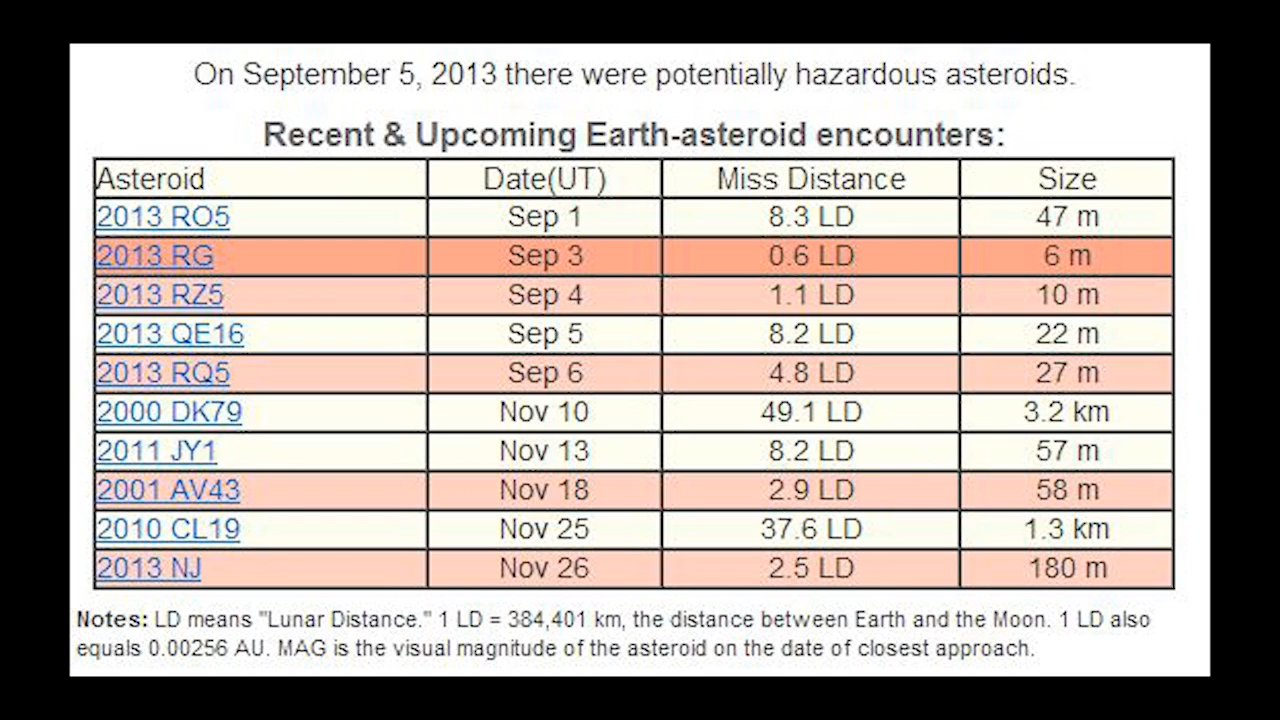 On September 5, 2013 there were potentially hazardous asteroids.
Recent & Upcoming Earth-asteroid encounters:
Asteroid Date(UT) Miss Distance Size
2013 RO5 Sep 1 8.3 LD 47 m
2013 RG Sep 3 0.6 LD 6 m
2013 RZ5 Sep 4 1.1 LD 10 m
2013 QE16 Sep 5 8.2 LD 22 m
2013 RQ5 Sep 6 4.8 LD 27 m
2000 DK79 Nov 10 49.1 LD 3.2 km
2011 JY1 Nov 13 8.2 LD 57 m
2001 AV43 Nov 18 2.9 LD 58 m
2010 CL19 Nov 25 37.6 LD 1.3 km
2013 NJ Nov 26 2.5 LD 180 m
Notes: LD means "Lunar Distance." 1 LD = 384,401 km, the distance between Earth and the Moon. 1 LD also
equals 0.00256 AU. MAG is the visual magnitude of the asteroid on the date of closest approach.